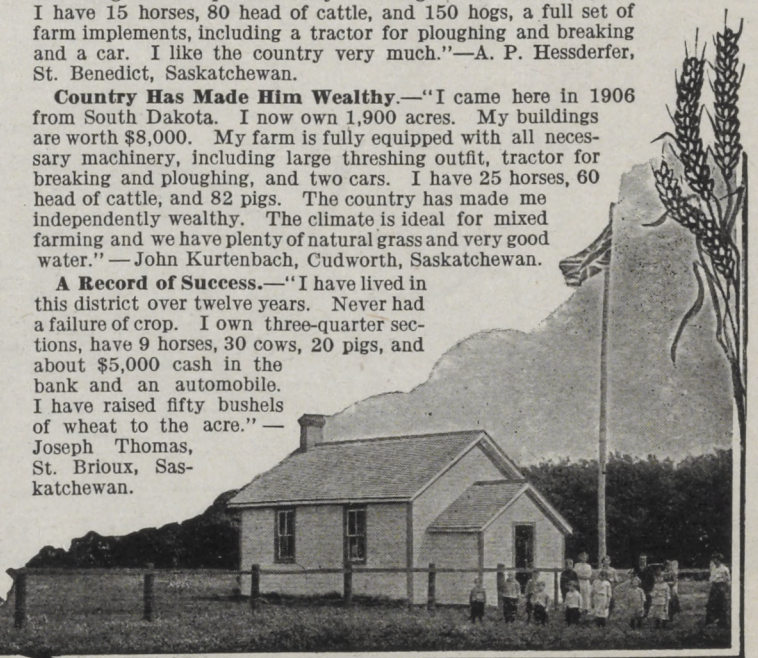 I have 15 horses, 80 head of cattle, and 150 hogs, a full set of
farm implements, including a tractor for ploughing and breaking
and a car. I like the country very much."—A. P. Hessderfer,
St. Benedict, Saskatchewan.
Country Has Made Him Wealthy.—"I came here in 1906
from South Dakota. I now own 1,900 acres. My buildings
are worth $8,000. My farm is fully equipped with all neces-
sary machinery, including large threshing outfit, tractor for
breaking and ploughing, and two cars. I have 25 horses, 60
head of cattle, and 82 pigs. The country has made me
independently wealthy. The climate is ideal for mixed
farming and we have plenty of natural grass and very good
water."—John Kurtenbach, Cudworth, Saskatchewan.
A Record of Success.—"I have lived in
this district over twelve years. Never had
a failure of crop. I own three-quarter sec-
tions, have 9 horses, 30 cows, 20 pigs, and
about $5,000 cash in the
bank and an automobile.
I have raised fifty bushels
of wheat to the acre."—
Joseph Thomas,
St. Brioux, Sas-
katchewan.